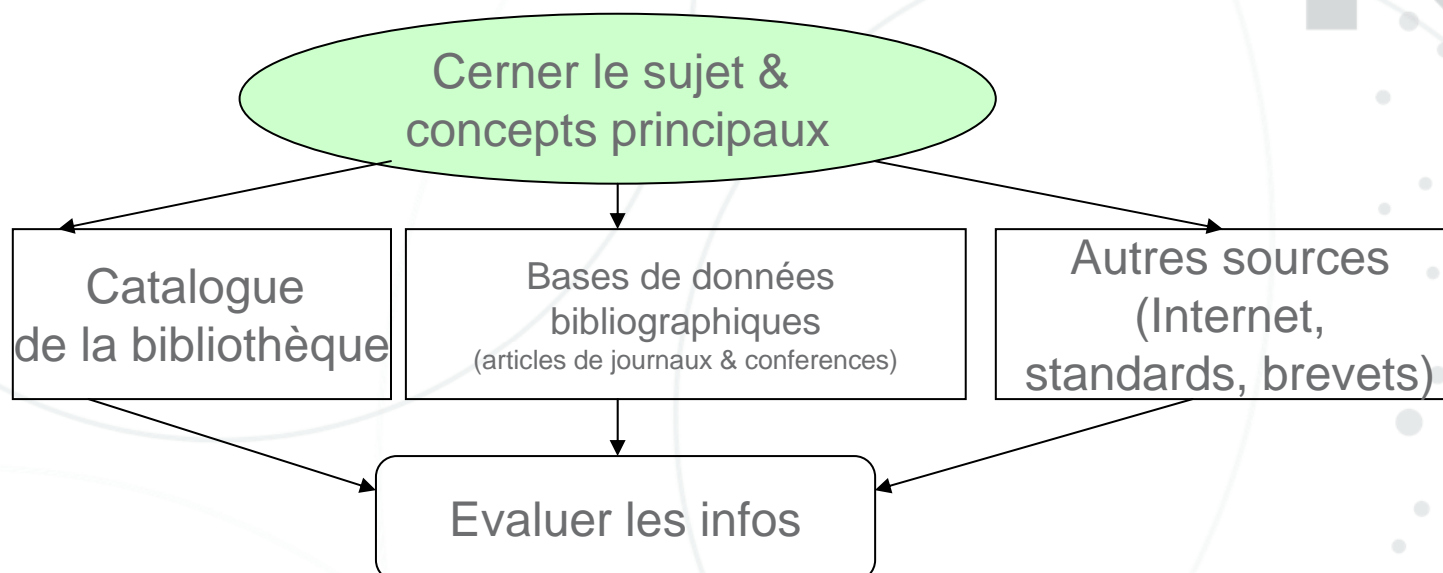 Cerner le sujet &
concepts principaux
Catalogue
de la bibliothèque
Bases de données
bibliographiques
(articles de journaux & conferences)
Autres sources
(Internet,
standards, brevets)
Evaluer les infos